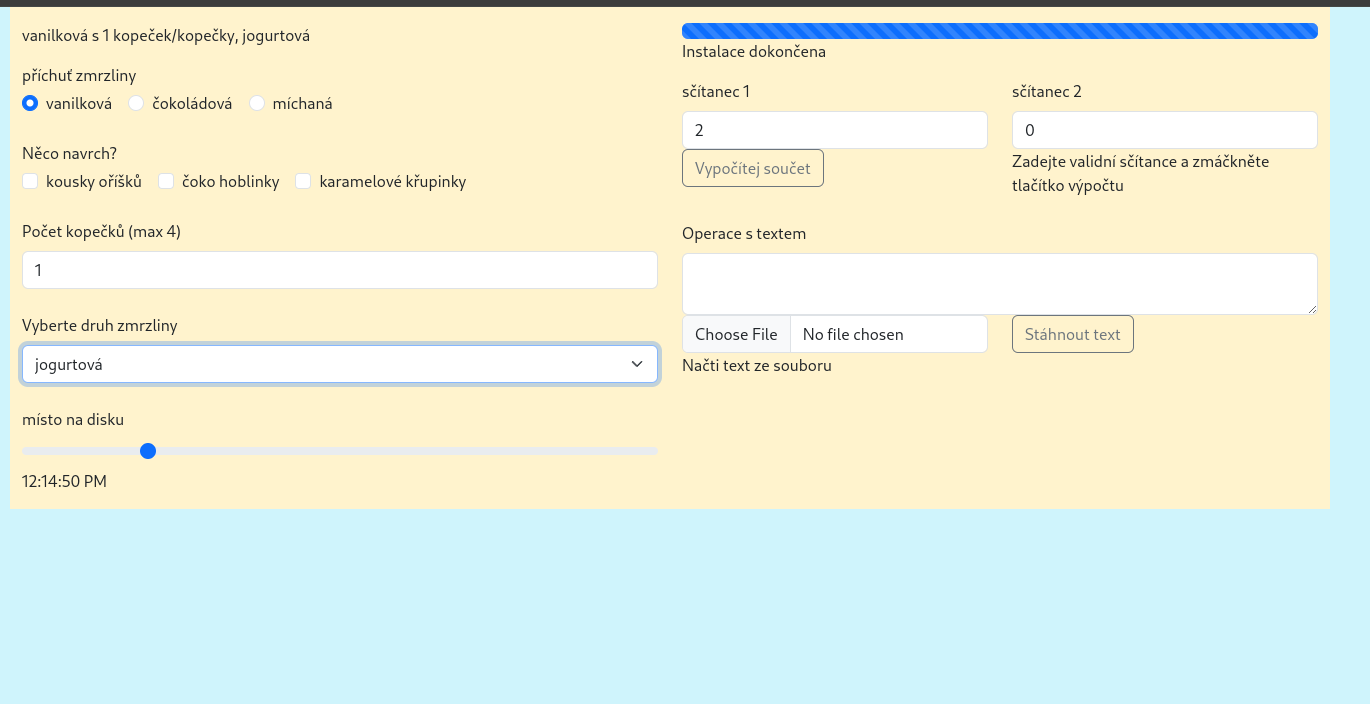 vanilková s 1 kopeček/kopečky, jogurtová
příchuť zmrzliny
vanilková čokoládová míchaná
Něco navrch?
kousky oříšků čoko hoblinky karamelové křupinky
Počet kopečků (max 4)
1
Vyberte druh zmrzliny
jogurtová
místo na disku
12:14:50 PM
Instalace dokončena
sčítanec 1
2
Vypočítej součet
sčítanec 2
0
Zadejte validní sčítance a zmáčkněte
tlačítko výpočtu
Operace s textem
Choose File No file chosen
Načti text ze souboru
Stáhnout text